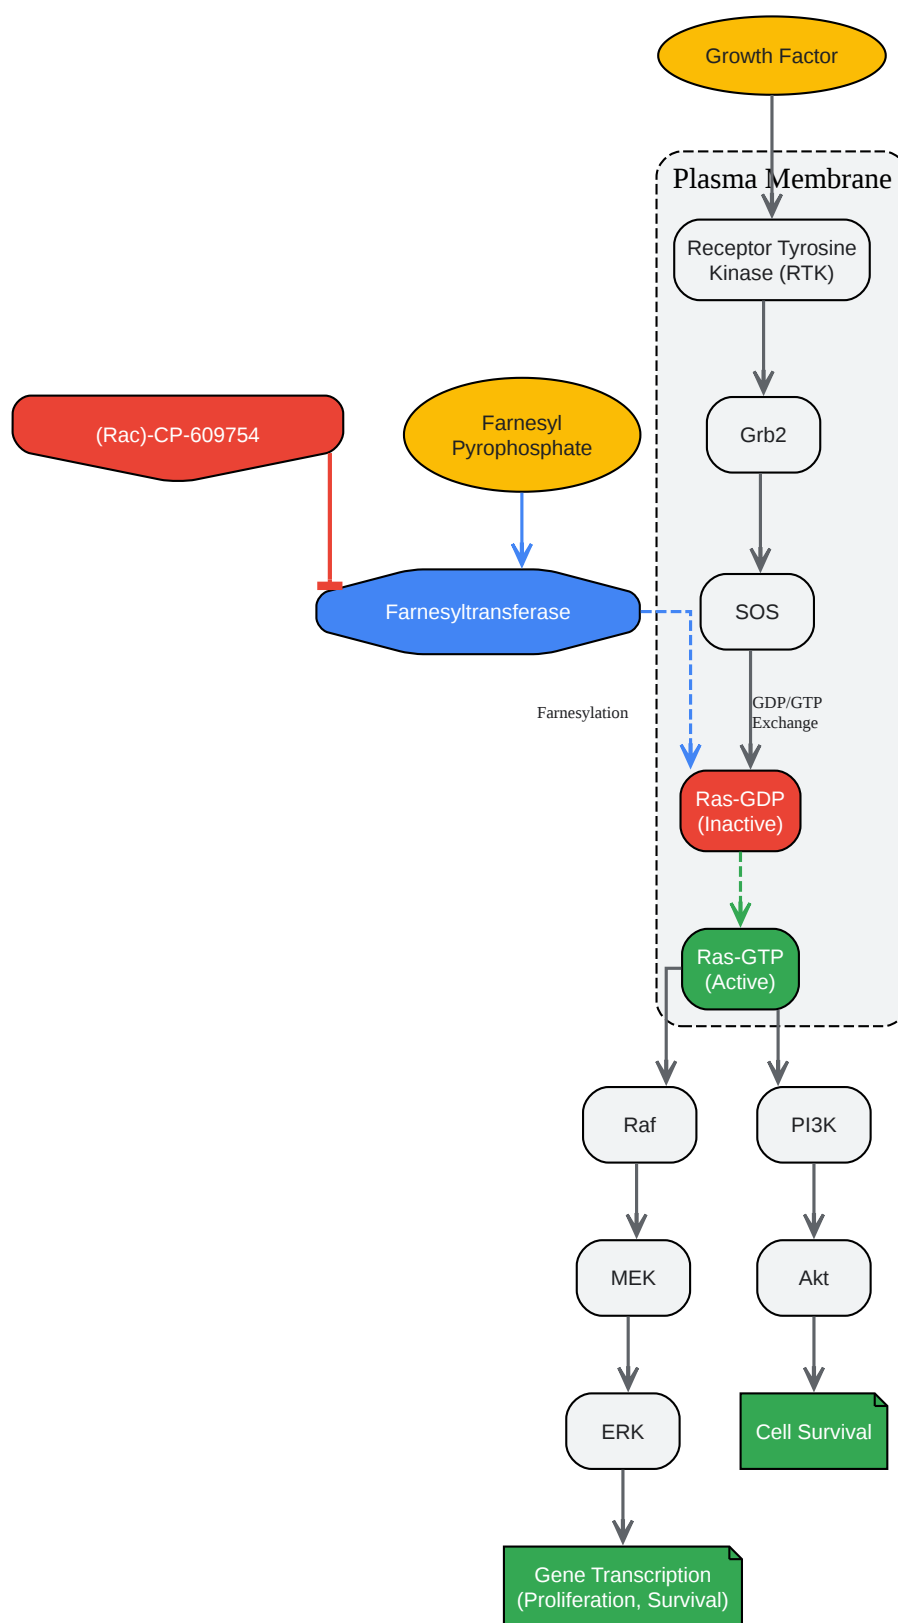 Growth Factor
Plasma Membrane
Receptor Tyrosine
Kinase (RTK)
(Rac)-CP-609754
Farnesyl
Pyrophosphate
Grb2
Farnesyltransferase
SOS
Farnesylation
GDP/GTP
Exchange
Ras-GDP
(Inactive)
Ras-GTP
(Active)
Raf
PI3K
MEK
Akt
ERK
Cell Survival
Gene Transcription
(Proliferation, Survival)